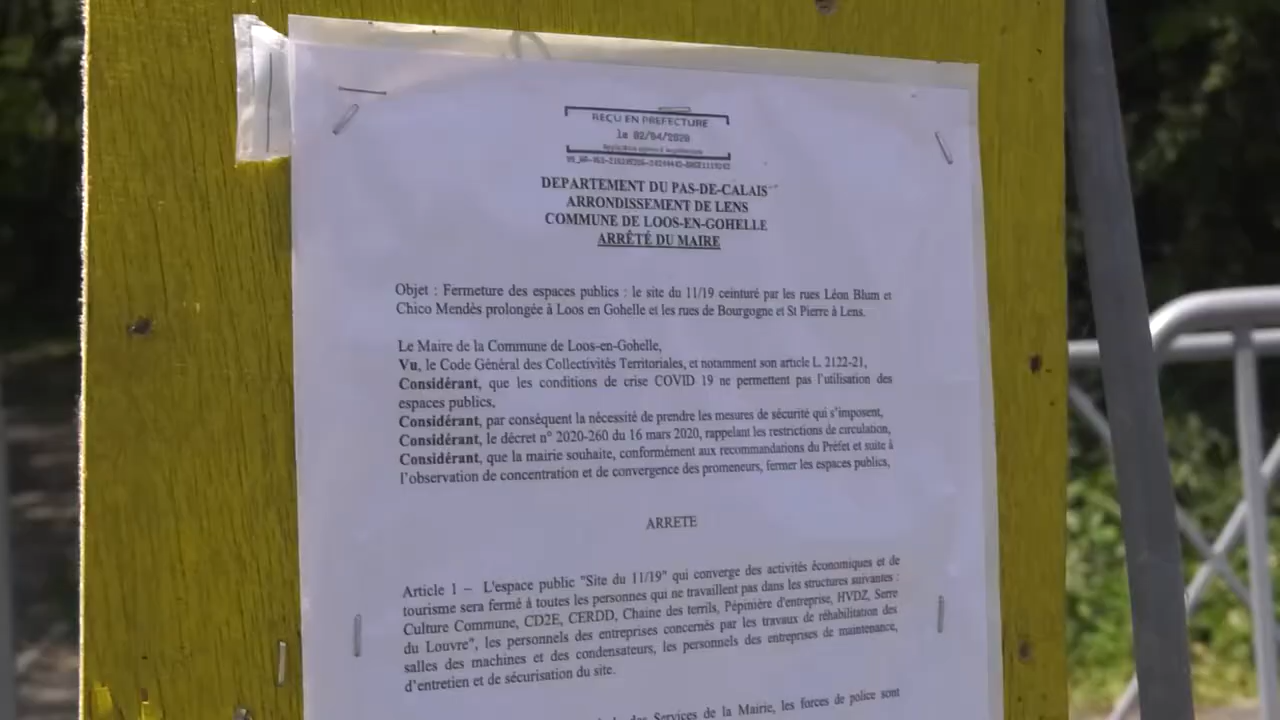 REÇU EN PREFECTURE
le 02/04/2020
DEPARTEMENT DU PAS-DE-CALAIS
ARRONDISSEMENT DE LENS
COMMUNE DE LOOS-EN-GOHELLE
ARRÊTÉ DU MAIRE
Objet : Fermeture des espaces publics : le site du 11/19 ceinturé par les rues Léon Blum et
Chico Mendès prolongée à Loos en Gohelle et les rues de Bourgogne et St Pierre à Lens.
Le Maire de la Commune de Loos-en-Gohelle,
Vu, le Code Général des Collectivités Territoriales, et notamment son article L. 2122-21,
Considérant, que les conditions de crise COVID 19 ne permettent pas l'utilisation des
espaces publics,
Considérant, par conséquent la nécessité de prendre les mesures de sécurité qui s'imposent,
Considérant, le décret n° 2020-260 du 16 mars 2020, rappelant les restrictions de circulation,
Considérant, que la mairie souhaite, conformément aux recommandations du Préfet et suite à
l'observation de concentration et de convergence des promeneurs, fermer les espaces publics,
ARRETE
Article 1 – L'espace public "Site du 11/19" qui converge des activités économiques et de
tourisme sera fermé à toutes les personnes qui ne travaillent pas dans les structures suivantes :
Culture Commune, CD2E, CERDD, Chaine des terrils, Pépinière d'entreprise, HVDZ, Serre
du Louvre", les personnels des entreprises concernés par les travaux de réhabilitation des
salles des machines et des condensateurs, les personnels des entreprises de maintenance,
d'entretien et de sécurisation du site.
des Services de la Mairie, les forces de police sont